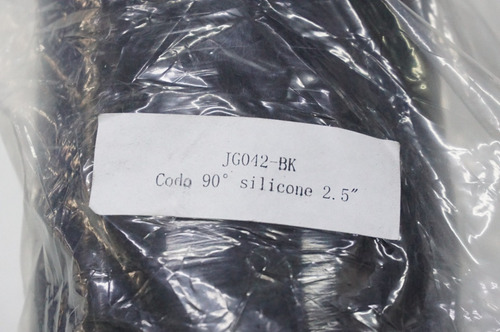 JG042-BK
Codo 90° silicone 2.5"